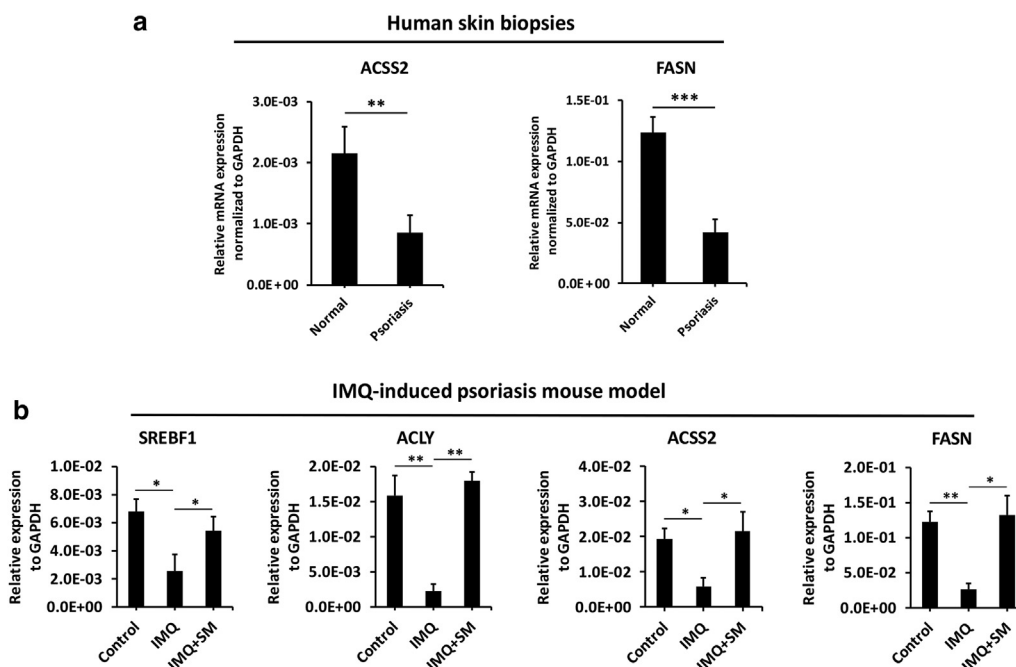 a
Human skin biopsies
ACSS2
Relative mRNA expression
normalizad to GAPDH
3.0E-03
2.0E-03
1.0E-03
0.0E+00
**
Normal
Psoriasis
FASN
Relative mRNA expression
normalized to GAPDH
1.5E-01
1.0E-01
5.0E-02
0.0E+00
***
Normal
Psoriasis
b
IMQ-induced psoriasis mouse model
SREBF1
Relative expression
to GAPDH
1.0E-02
8.0E-03
6.0E-03
4.0E-03
2.0E-03
0.0E+00
*
*
Control
IMQ
IMQ+SM
ACLY
Relative expression
to GAPDH
2.0E-02
1.5E-02
1.0E-02
5.0E-03
0.0E+00
**
**
Control
IMQ
IMQ+SM
ACSS2
Relative expression
to GAPDH
4.0E-02
3.0E-02
2.0E-02
1.0E-02
0.0E+00
*
*
Control
IMQ
IMQ+SM
FASN
Relative expression
to GAPDH
2.0E-01
1.5E-01
1.0E-01
5.0E-02
0.0E+00
**
*
Control
IMQ
IMQ+SM